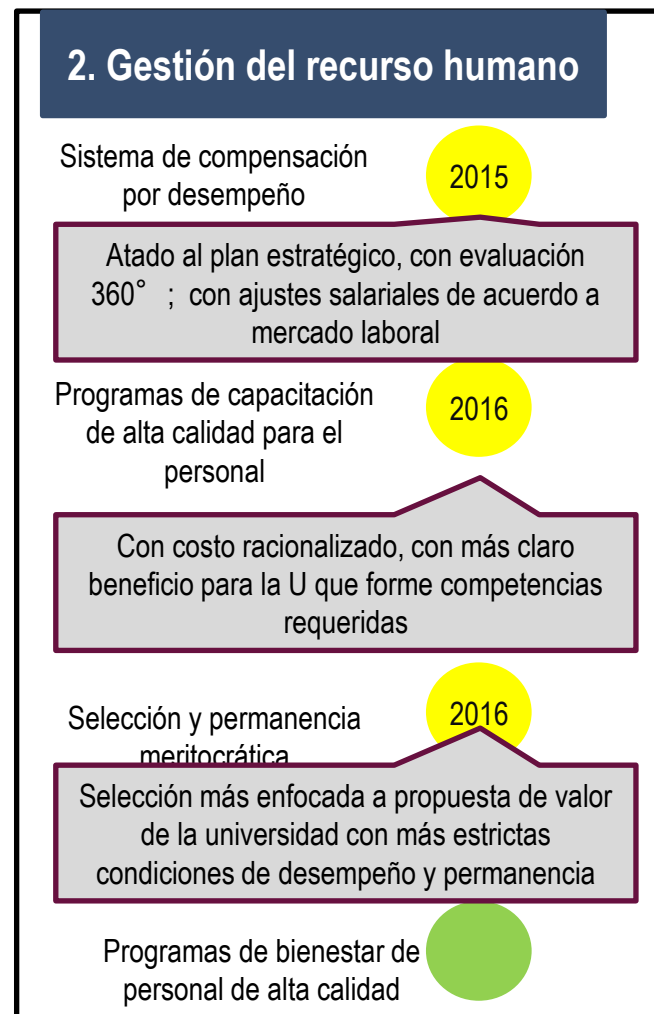 2. Gestión del recurso humano
Sistema de compensación
por desempeño
2015
Atado al plan estratégico, con evaluación
360° ; con ajustes salariales de acuerdo a
mercado laboral
Programas de capacitación
de alta calidad para el
personal
2016
Con costo racionalizado, con más claro
beneficio para la U que forme competencias
requeridas
Selección y permanencia
meritocrática
2016
Selección más enfocada a propuesta de valor
de la universidad con más estrictas
condiciones de desempeño y permanencia
Programas de bienestar de
personal de alta calidad